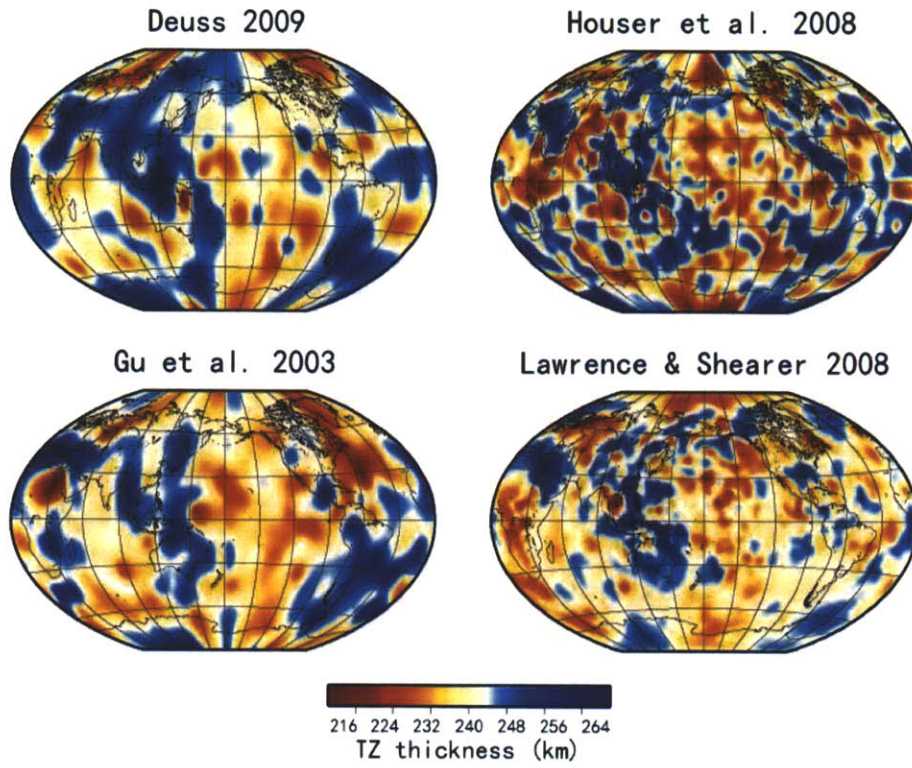 Deuss 2009
Houser et al. 2008
Gu et al. 2003
Lawrence & Shearer 2008
216 224 232 240 248 256 264
TZ thickness (km)